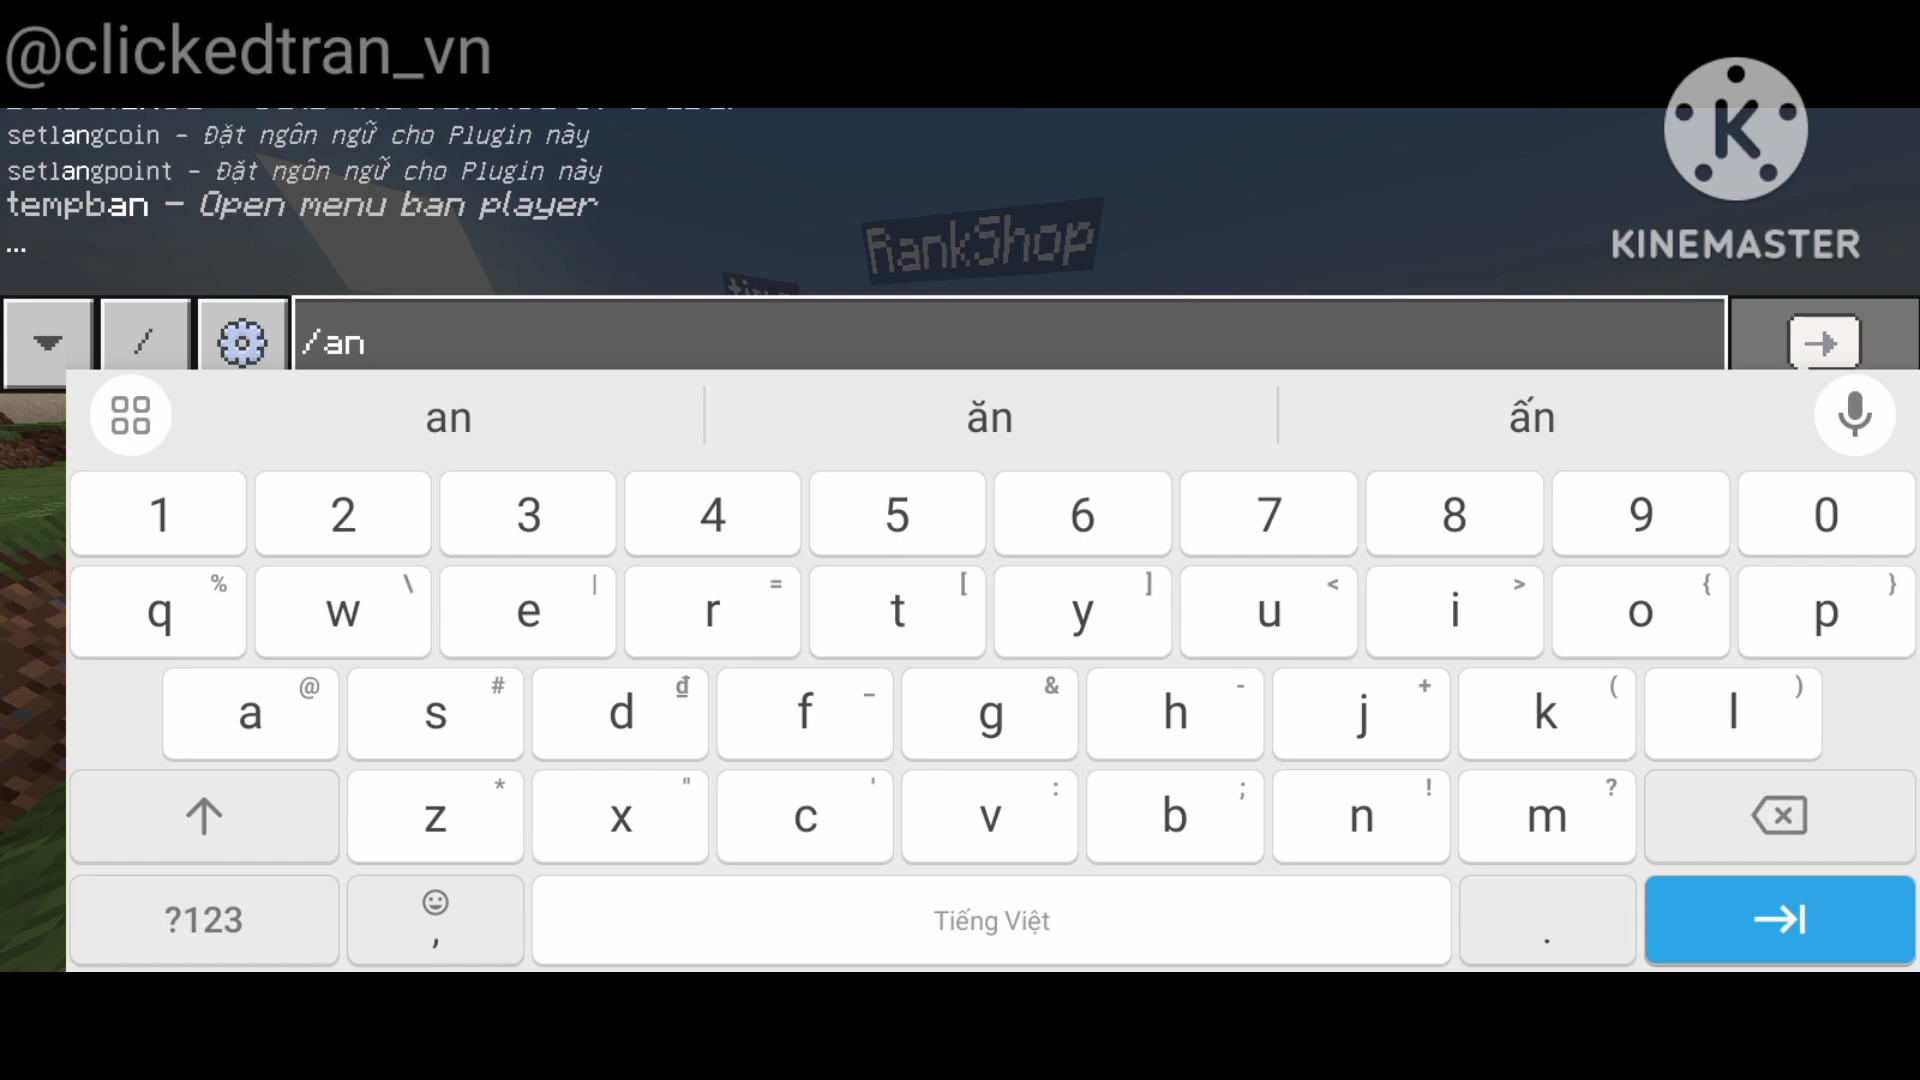 @clickedtran_vn
setlangcoin - Đặt ngôn ngữ cho Plugin này
setlangpoint - Đặt ngôn ngữ cho Plugin này
tempban - Open menu ban player
...
RankShop
K
KINEMASTER
/
/an
an ăn ấn
1 2 3 4 5 6 7 8 9 0
% \ | = [ ] < > { }
q w e r t y u i o p
@ # đ _ & - + ( )
a s d f g h j k l
* " ' : ; ! ?
z x c v b n m
?123 , Tiếng Việt .